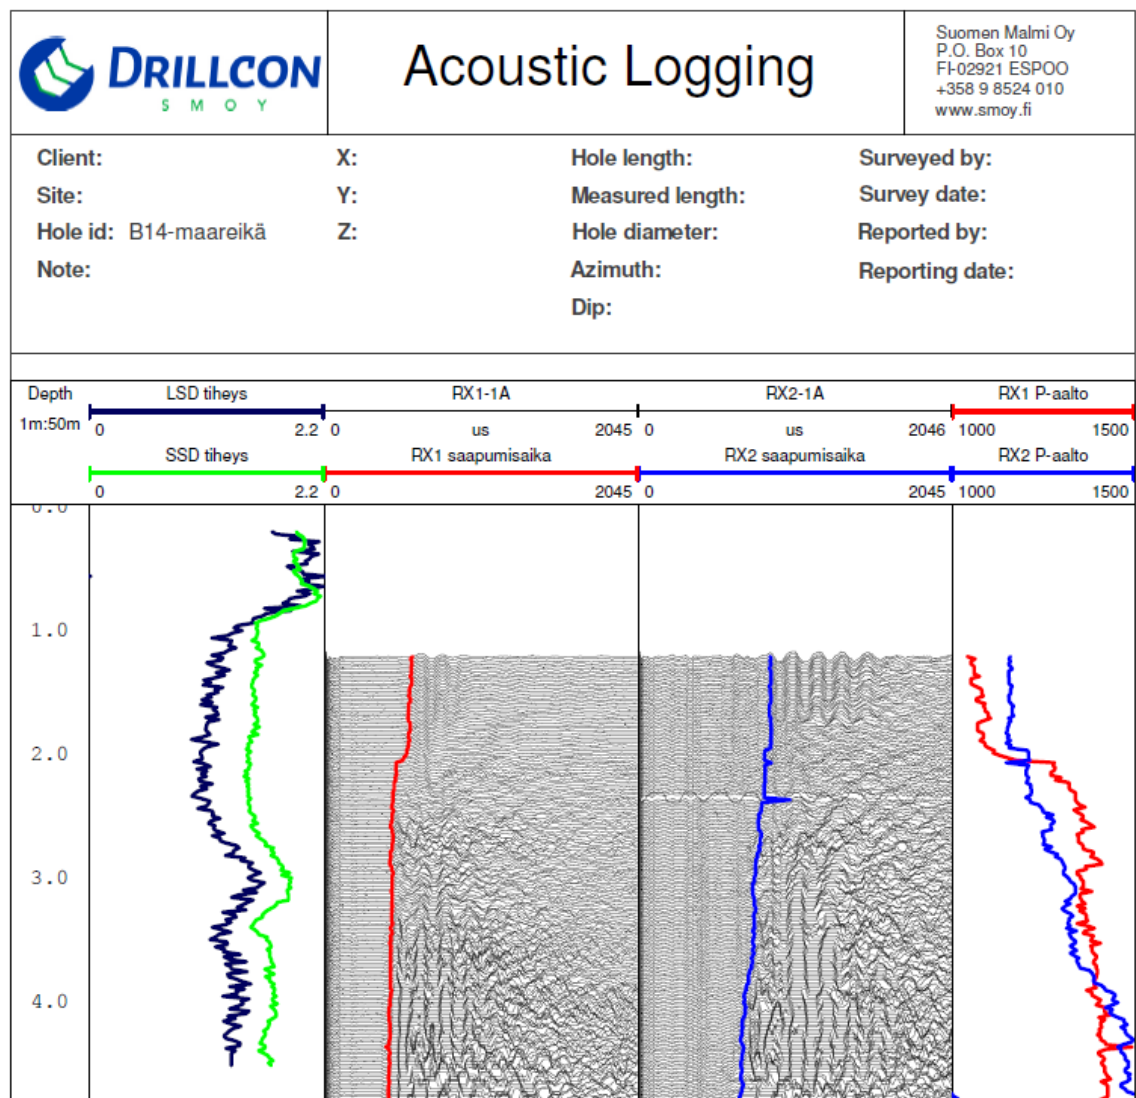 DRILLCON
SMOY
Acoustic Logging
Suomen Malmi Oy
P.O. Box 10
FI-02921 ESPOO
+358 9 8524 010
www.smoy.fi
Client: X: Hole length: Surveyed by:
Site: Y: Measured length: Survey date:
Hole id: B14-maareikä Z: Hole diameter: Reported by:
Note: Azimuth: Reporting date:
Dip:
Depth LSD tiheys RX1-1A RX2-1A RX1 P-aalto
1m:50m 0 2.2 0 us 2045 0 us 2046 1000 1500
SSD tiheys RX1 saapumisaika RX2 saapumisaika RX2 P-aalto
0 2.2 0 2045 0 2045 1000 1500
0.0
1.0
2.0
3.0
4.0